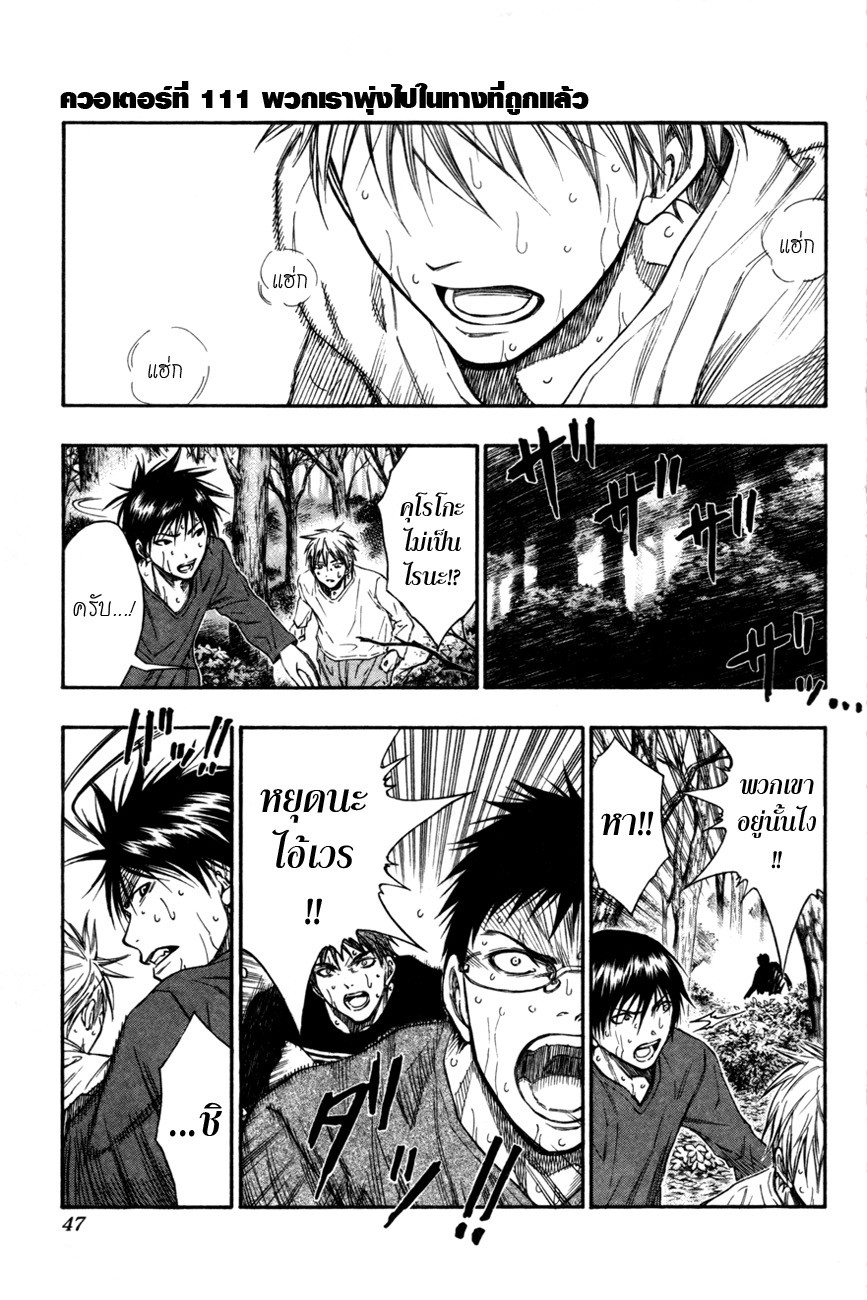 ควอเตอร์ที่ 111 พวกเราพุ่งไปในทางที่ถูกแล้ว
แฮ่ก
แฮ่ก
แฮ่ก
ザッ
ザッ
ザッ
ザッ
...
คุโรโกะ
ไม่เป็น
ไรนะ!?
ครับ...!
พวกเขา
อยู่นั้นไง
!!
หา!!
หยุดนะ
ไอ้เวร
!!
ダッ!!
ガッ!!
...ชิ
47